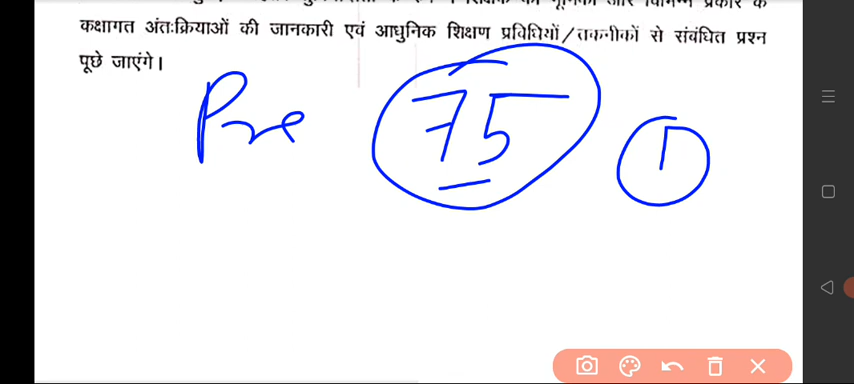 कक्षागत अंतःक्रियाओं की जानकारी एवं आधुनिक शिक्षण प्रविधियों/तकनीकों से संबंधित प्रश्न
पूछे जाएंगे।
Pre 75 1